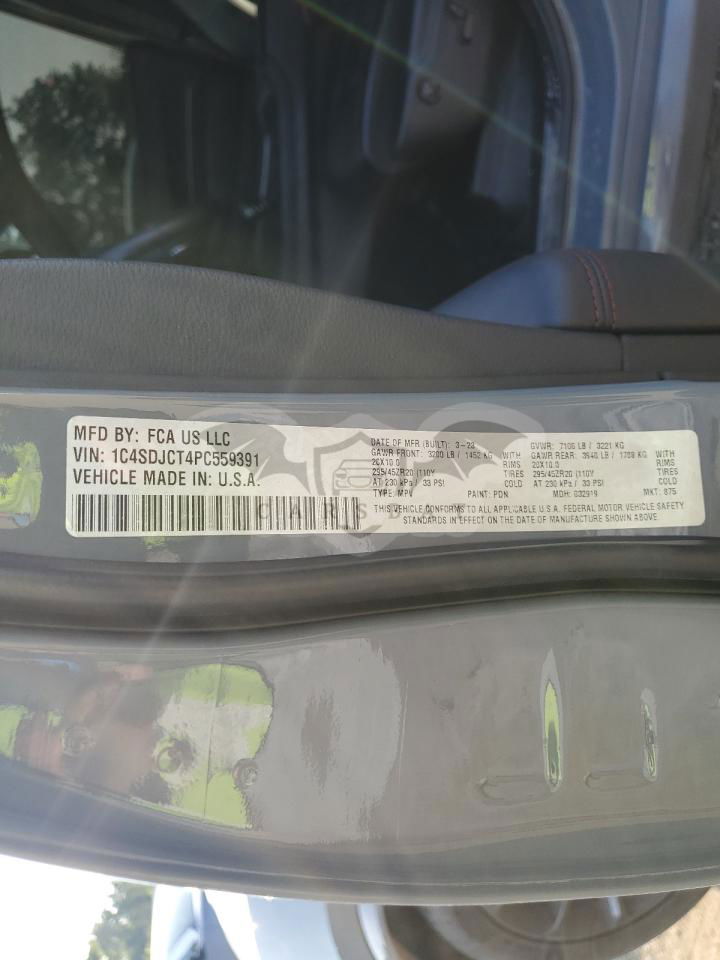 MFD BY: FCA US LLC
VIN: 1C4SDJCT4PC559391
VEHICLE MADE IN: U.S.A.
DATE OF MFR (BUILT): 3-23 GVWR: 7106 LB / 3221 KG
GAWR FRONT: 3200 LB / 1452 KG WITH GAWR REAR: 3940 LB / 1788 KG WITH
20X10.0 RIMS 20X10.0 RIMS
295/45ZR20 (110Y TIRES 295/45ZR20 (110Y TIRES
AT 230 kPa / 33 PSI COLD AT 230 kPa / 33 PSI COLD
TYPE: MPV PAINT: PDN MDH: 032919 MKT: 875
THIS VEHICLE CONFORMS TO ALL APPLICABLE U.S.A. FEDERAL MOTOR VEHICLE SAFETY
STANDARDS IN EFFECT ON THE DATE OF MANUFACTURE SHOWN ABOVE.